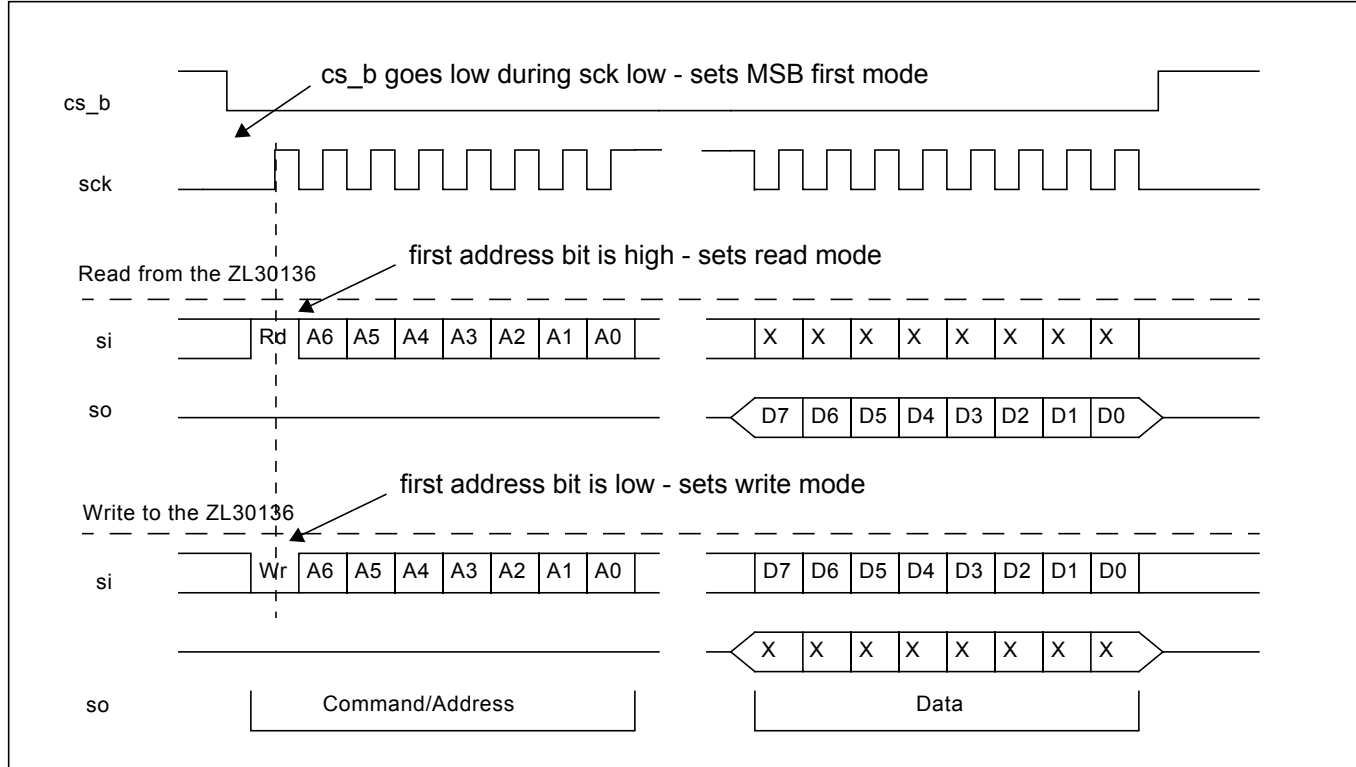 cs_b goes low during sck low - sets MSB first mode
cs_b
sck
first address bit is high - sets read mode
Read from the ZL30136
si Rd A6 A5 A4 A3 A2 A1 A0 X X X X X X X X
so D7 D6 D5 D4 D3 D2 D1 D0
first address bit is low - sets write mode
Write to the ZL30136
si Wr A6 A5 A4 A3 A2 A1 A0 D7 D6 D5 D4 D3 D2 D1 D0
X X X X X X X X
so Command/Address Data